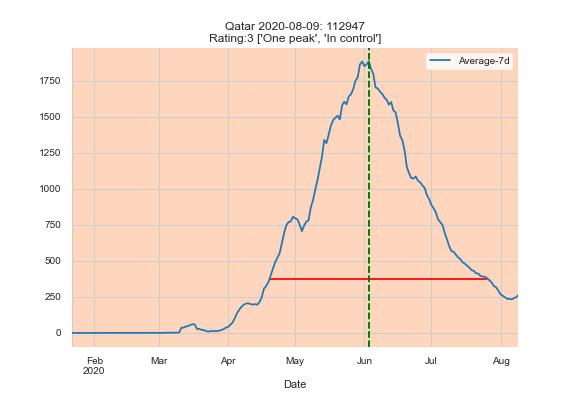 Qatar 2020-08-09: 112947
Rating:3 ['One peak', 'In control']
Average-7d
1750
1500
1250
1000
750
500
250
0
Feb Mar Apr May Jun Jul Aug
2020
Date